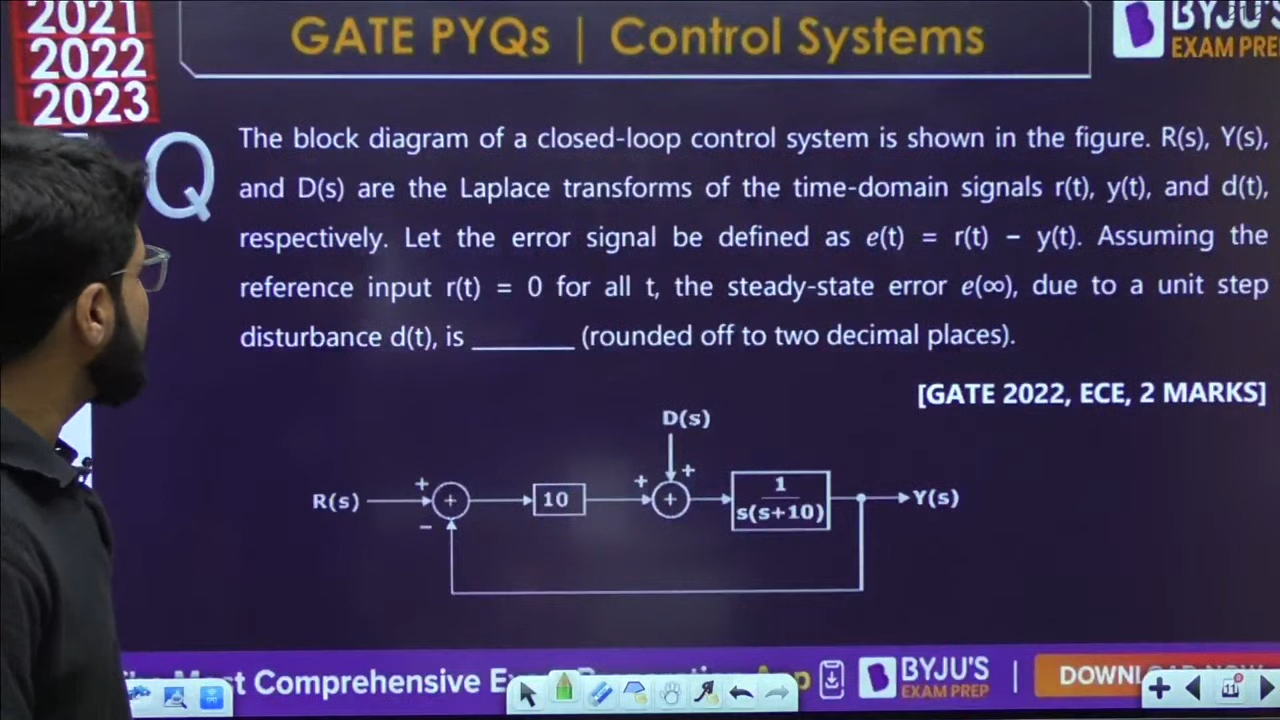 2021
2022
2023
GATE PYQs | Control Systems
BYJU'S
EXAM PRE
Q
The block diagram of a closed-loop control system is shown in the figure. R(s), Y(s),
and D(s) are the Laplace transforms of the time-domain signals r(t), y(t), and d(t),
respectively. Let the error signal be defined as e(t) = r(t) − y(t). Assuming the
reference input r(t) = 0 for all t, the steady-state error e(∞), due to a unit step
disturbance d(t), is ________ (rounded off to two decimal places).
[GATE 2022, ECE, 2 MARKS]
D(s)
R(s) + + − 10 + + + 1 / s(s+10) Y(s)
st Comprehensive E
p
BYJU'S
EXAM PREP
|
DOWNL
11